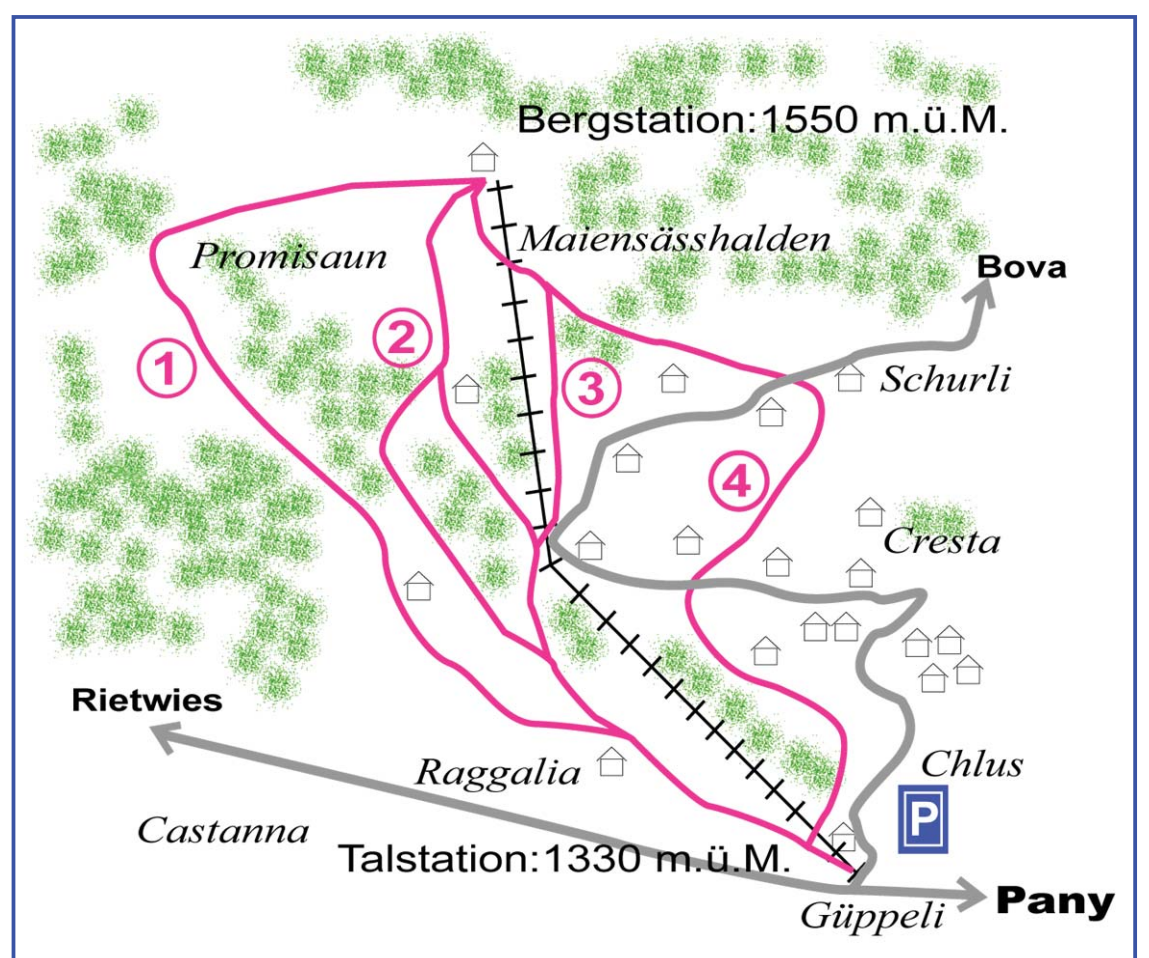 Bergstation:1550 m.ü.M.
Maiensässhalden
Promisaun
Bova
1
2
3
Schurli
4
Cresta
Rietwies
Raggalia
Chlus
P
Castanna
Talstation:1330 m.ü.M.
Pany
Güppeli